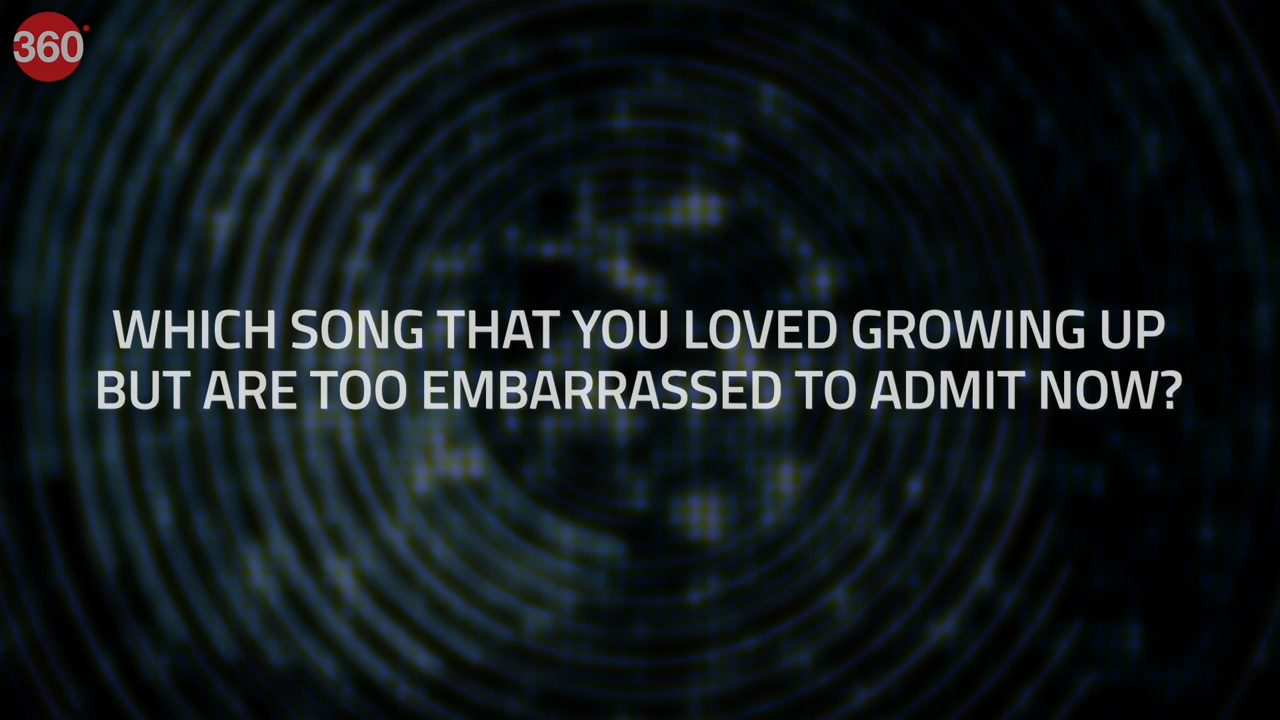 360°
WHICH SONG THAT YOU LOVED GROWING UP
BUT ARE TOO EMBARRASSED TO ADMIT NOW?